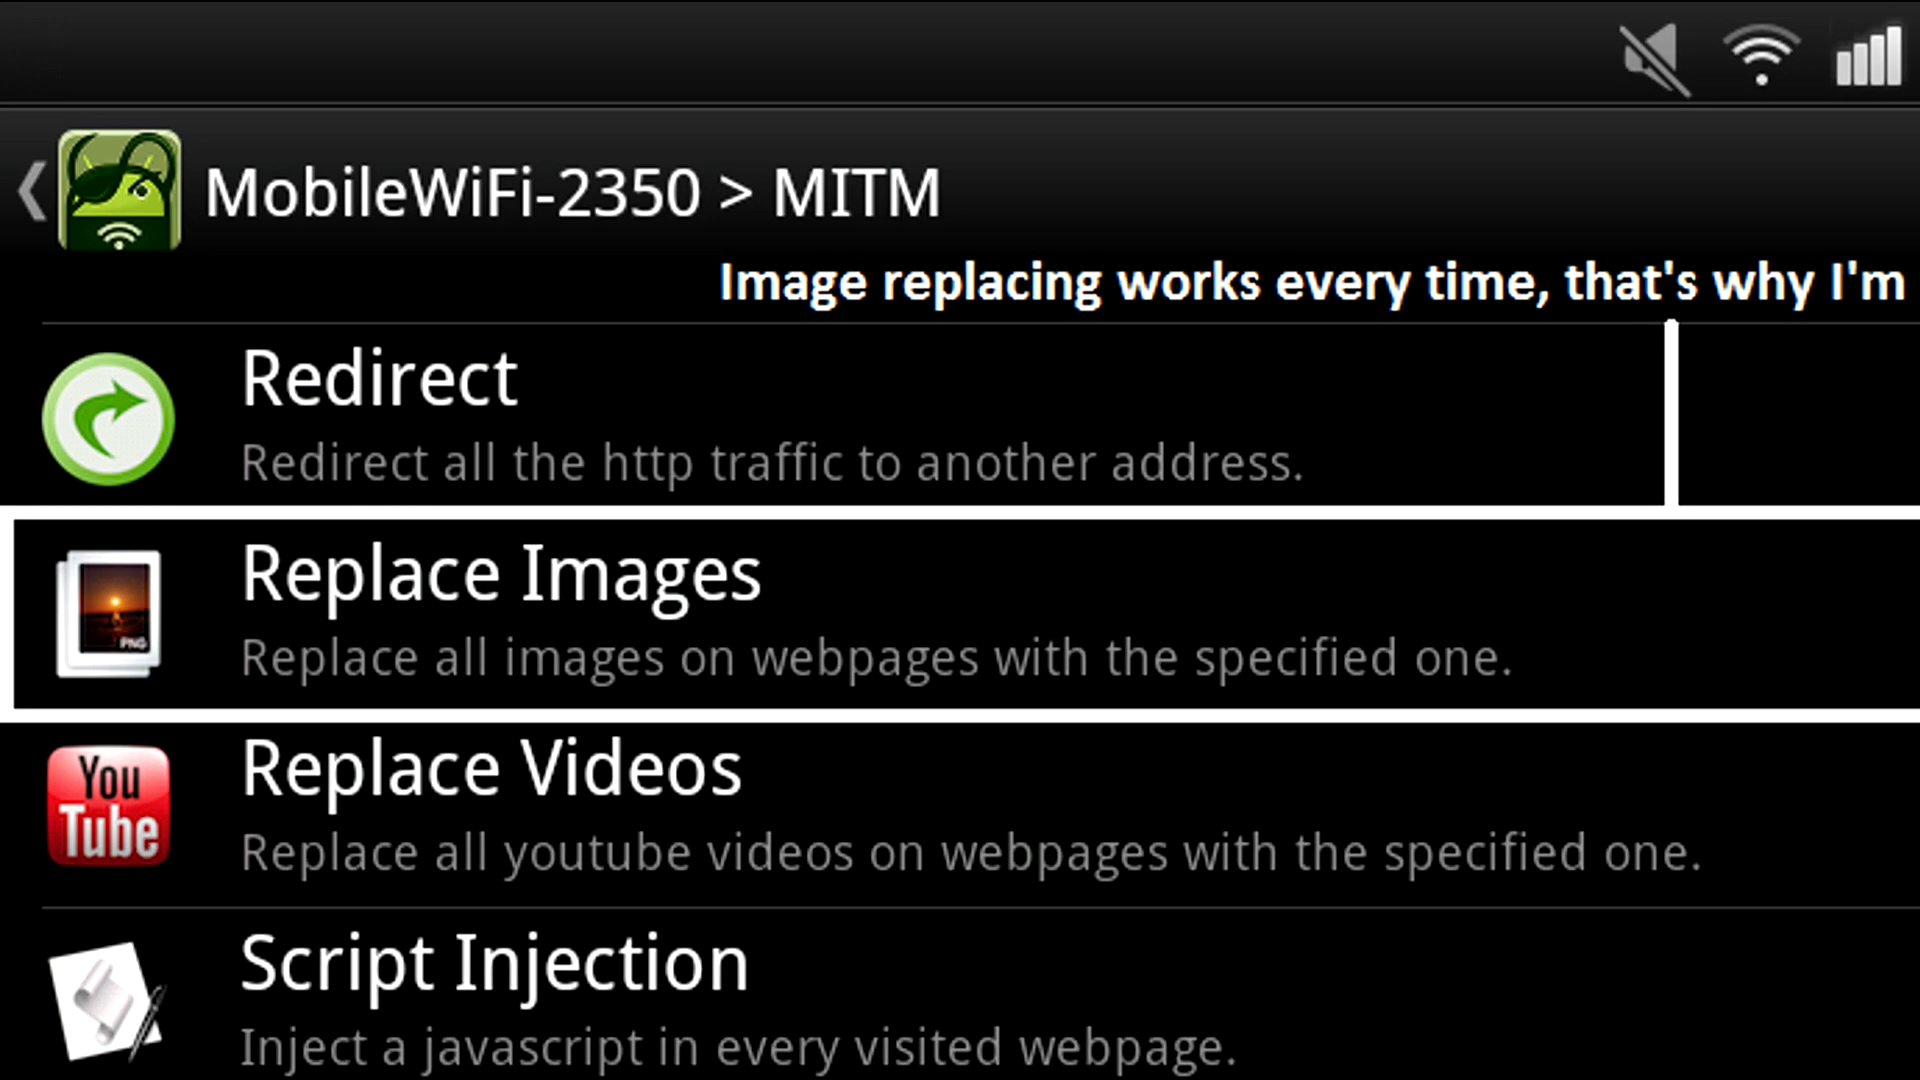 MobileWiFi-2350 > MITM
Image replacing works every time, that's why I'm
Redirect
Redirect all the http traffic to another address.
Replace Images
PNG
Replace all images on webpages with the specified one.
Replace Videos
You
Tube
Replace all youtube videos on webpages with the specified one.
Script Injection
Inject a javascript in every visited webpage.